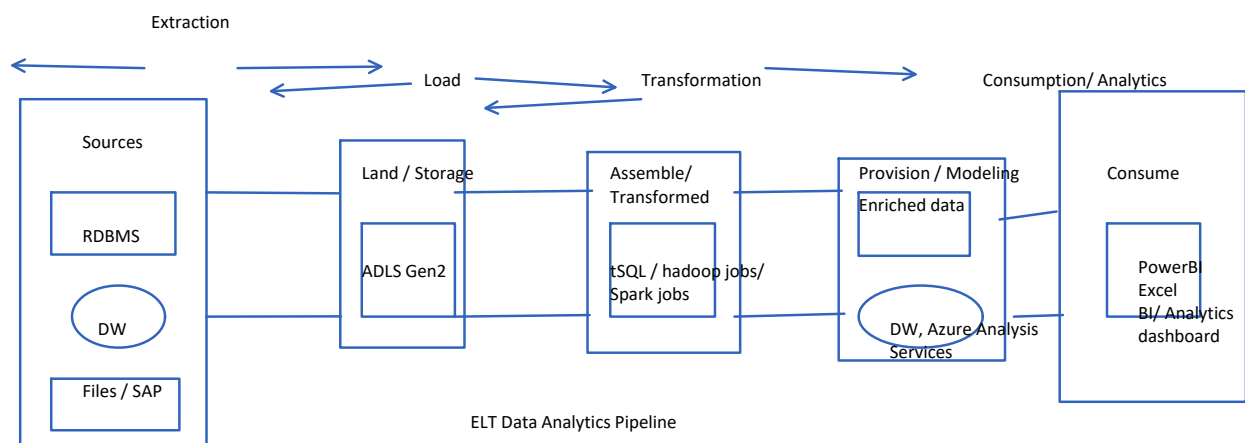 Extraction
Load
Transformation
Consumption/ Analytics
Sources
RDBMS
DW
Files / SAP
Land / Storage
ADLS Gen2
Assemble/
Transformed
tSQL / hadoop jobs/
Spark jobs
Provision / Modeling
Enriched data
DW, Azure Analysis
Services
Consume
PowerBI
Excel
BI/ Analytics
dashboard
ELT Data Analytics Pipeline